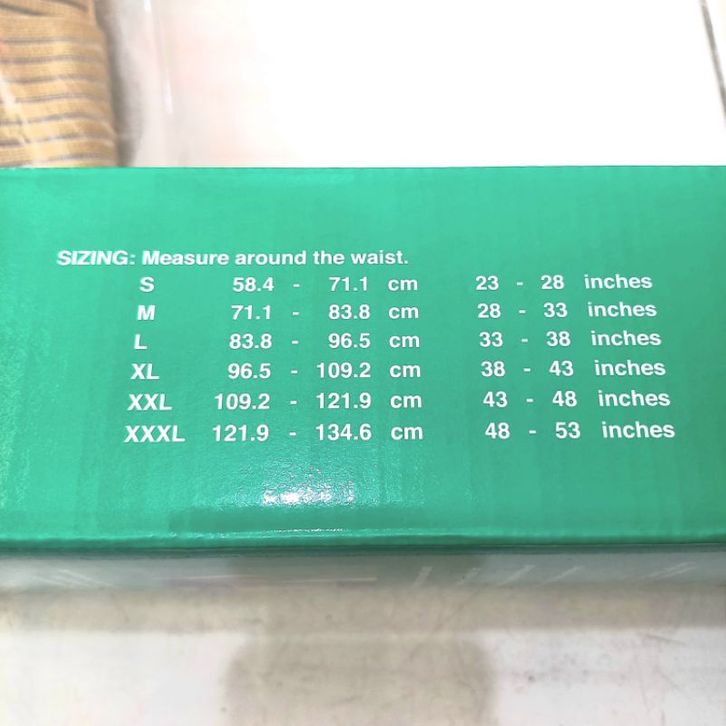 SIZING: Measure around the waist.
S 58.4 - 71.1 cm 23 - 28 inches
M 71.1 - 83.8 cm 28 - 33 inches
L 83.8 - 96.5 cm 33 - 38 inches
XL 96.5 - 109.2 cm 38 - 43 inches
XXL 109.2 - 121.9 cm 43 - 48 inches
XXXL 121.9 - 134.6 cm 48 - 53 inches